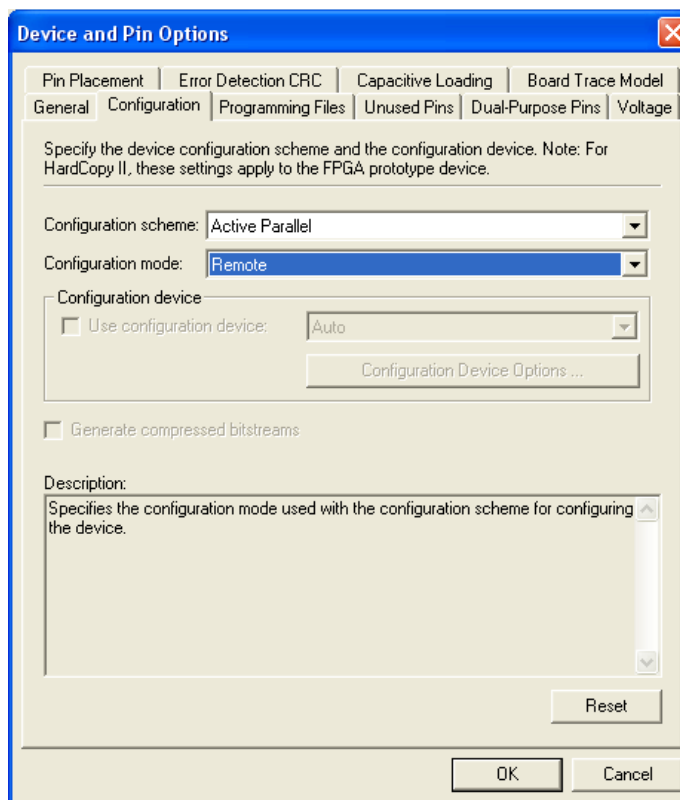 Device and Pin Options
Pin Placement
Error Detection CRC
Capacitive Loading
Board Trace Model
General
Configuration
Programming Files
Unused Pins
Dual-Purpose Pins
Voltage
Specify the device configuration scheme and the configuration device. Note: For
HardCopy II, these settings apply to the FPGA prototype device.
Configuration scheme: Active Parallel
Configuration mode: Remote
Configuration device
Use configuration device: Auto
Configuration Device Options ...
Generate compressed bitstreams
Description:
Specifies the configuration mode used with the configuration scheme for configuring
the device.
Reset
OK
Cancel